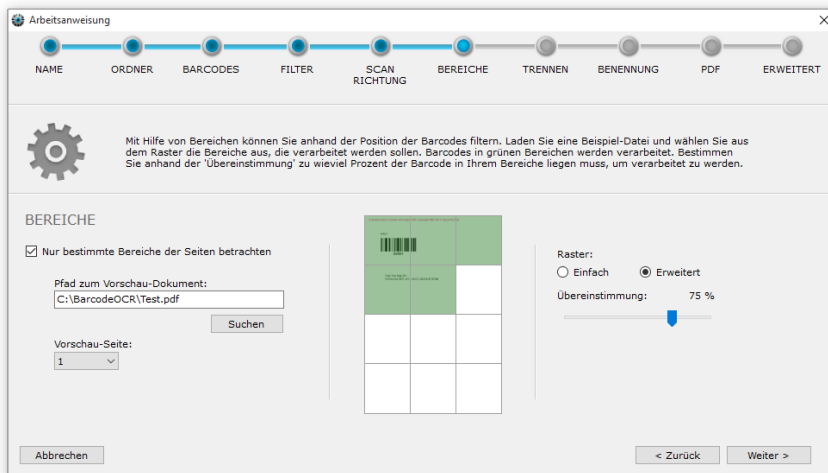 Arbeitsanweisung
NAME
ORDNER
BARCODES
FILTER
SCAN
RICHTUNG
BEREICHE
TRENNEN
BENENNUNG
PDF
ERWEITERT
Mit Hilfe von Bereichen können Sie anhand der Position der Barcodes filtern. Laden Sie eine Beispiel-Datei und wählen Sie aus
dem Raster die Bereiche aus, die verarbeitet werden sollen. Barcodes in grünen Bereichen werden verarbeitet. Bestimmen
Sie anhand der 'Übereinstimmung' zu wieviel Prozent der Barcode in Ihrem Bereiche liegen muss, um verarbeitet zu werden.
BEREICHE
Nur bestimmte Bereiche der Seiten betrachten
Pfad zum Vorschau-Dokument:
C:\BarcodeOCR\Test.pdf
Suchen
Vorschau-Seite:
1
Raster:
Einfach
Erweitert
Übereinstimmung: 75 %
Abbrechen
< Zurück
Weiter >